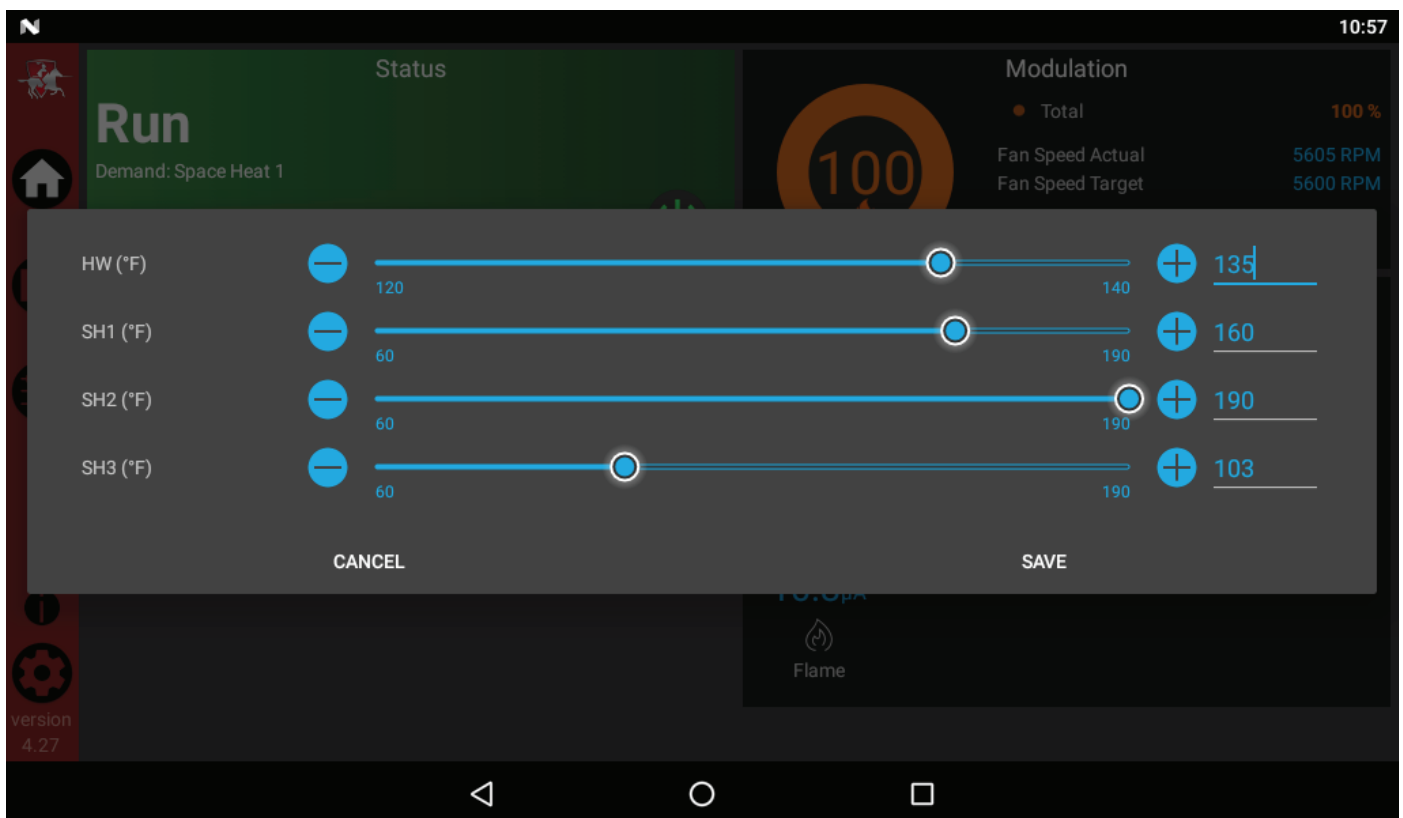 10:57
Status
Run
Demand: Space Heat 1
Modulation
Total 100 %
100
Fan Speed Actual 5605 RPM
Fan Speed Target 5600 RPM
HW (°F) 135
120 140
SH1 (°F) 160
60 190
SH2 (°F) 190
60 190
SH3 (°F) 103
60 190
CANCEL SAVE
Flame
version
4.27